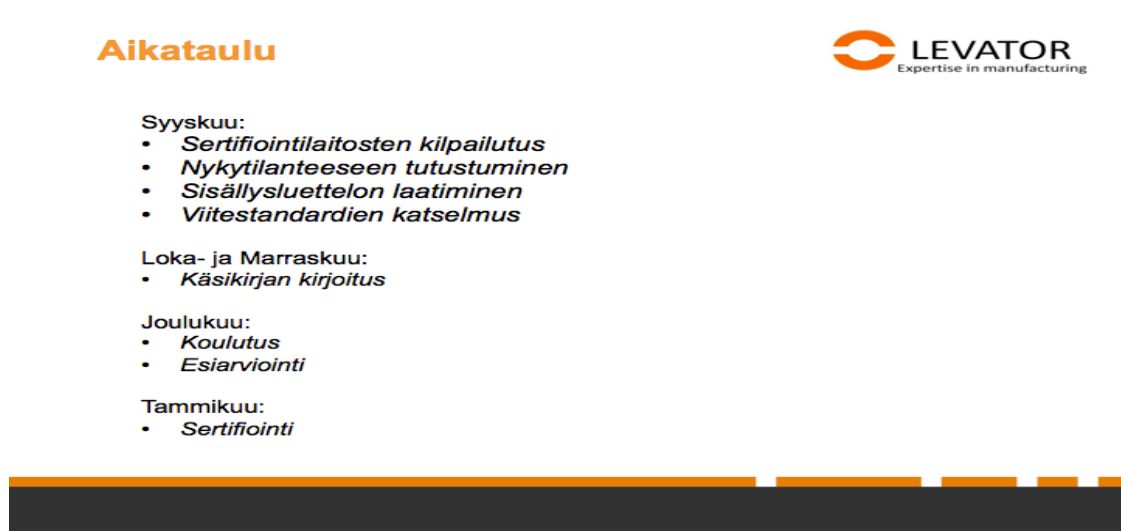 Aikataulu
LEVATOR
Expertise in manufacturing
Syyskuu:
• Sertifiointilaitosten kilpailutus
• Nykytilanteeseen tutustuminen
• Sisällysluettelon laatiminen
• Viitestandardien katselmus
Loka- ja Marraskuu:
• Käsikirjan kirjoitus
Joulukuu:
• Koulutus
• Esiarviointi
Tammikuu:
• Sertifiointi